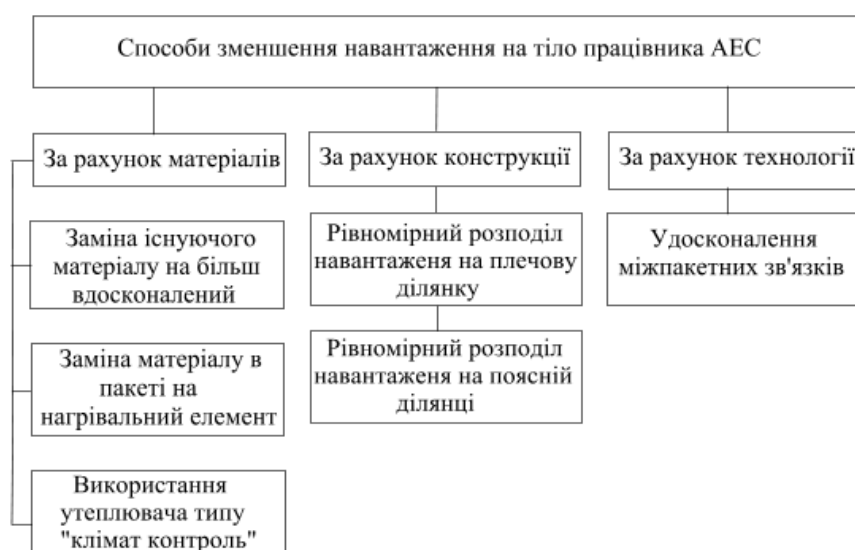 Способи зменшення навантаження на тіло працівника АЕС
За рахунок матеріалів
За рахунок конструкції
За рахунок технології
Заміна існуючого
матеріалу на більш
вдосконалений
Рівномірний розподіл
навантаженя на плечову
ділянку
Удосконалення
міжпакетних зв'язків
Заміна матеріалу в
пакеті на
нагрівальний елемент
Рівномірний розподіл
навантаженя на поясній
ділянці
Використання
утеплювача типу
"клімат контроль"